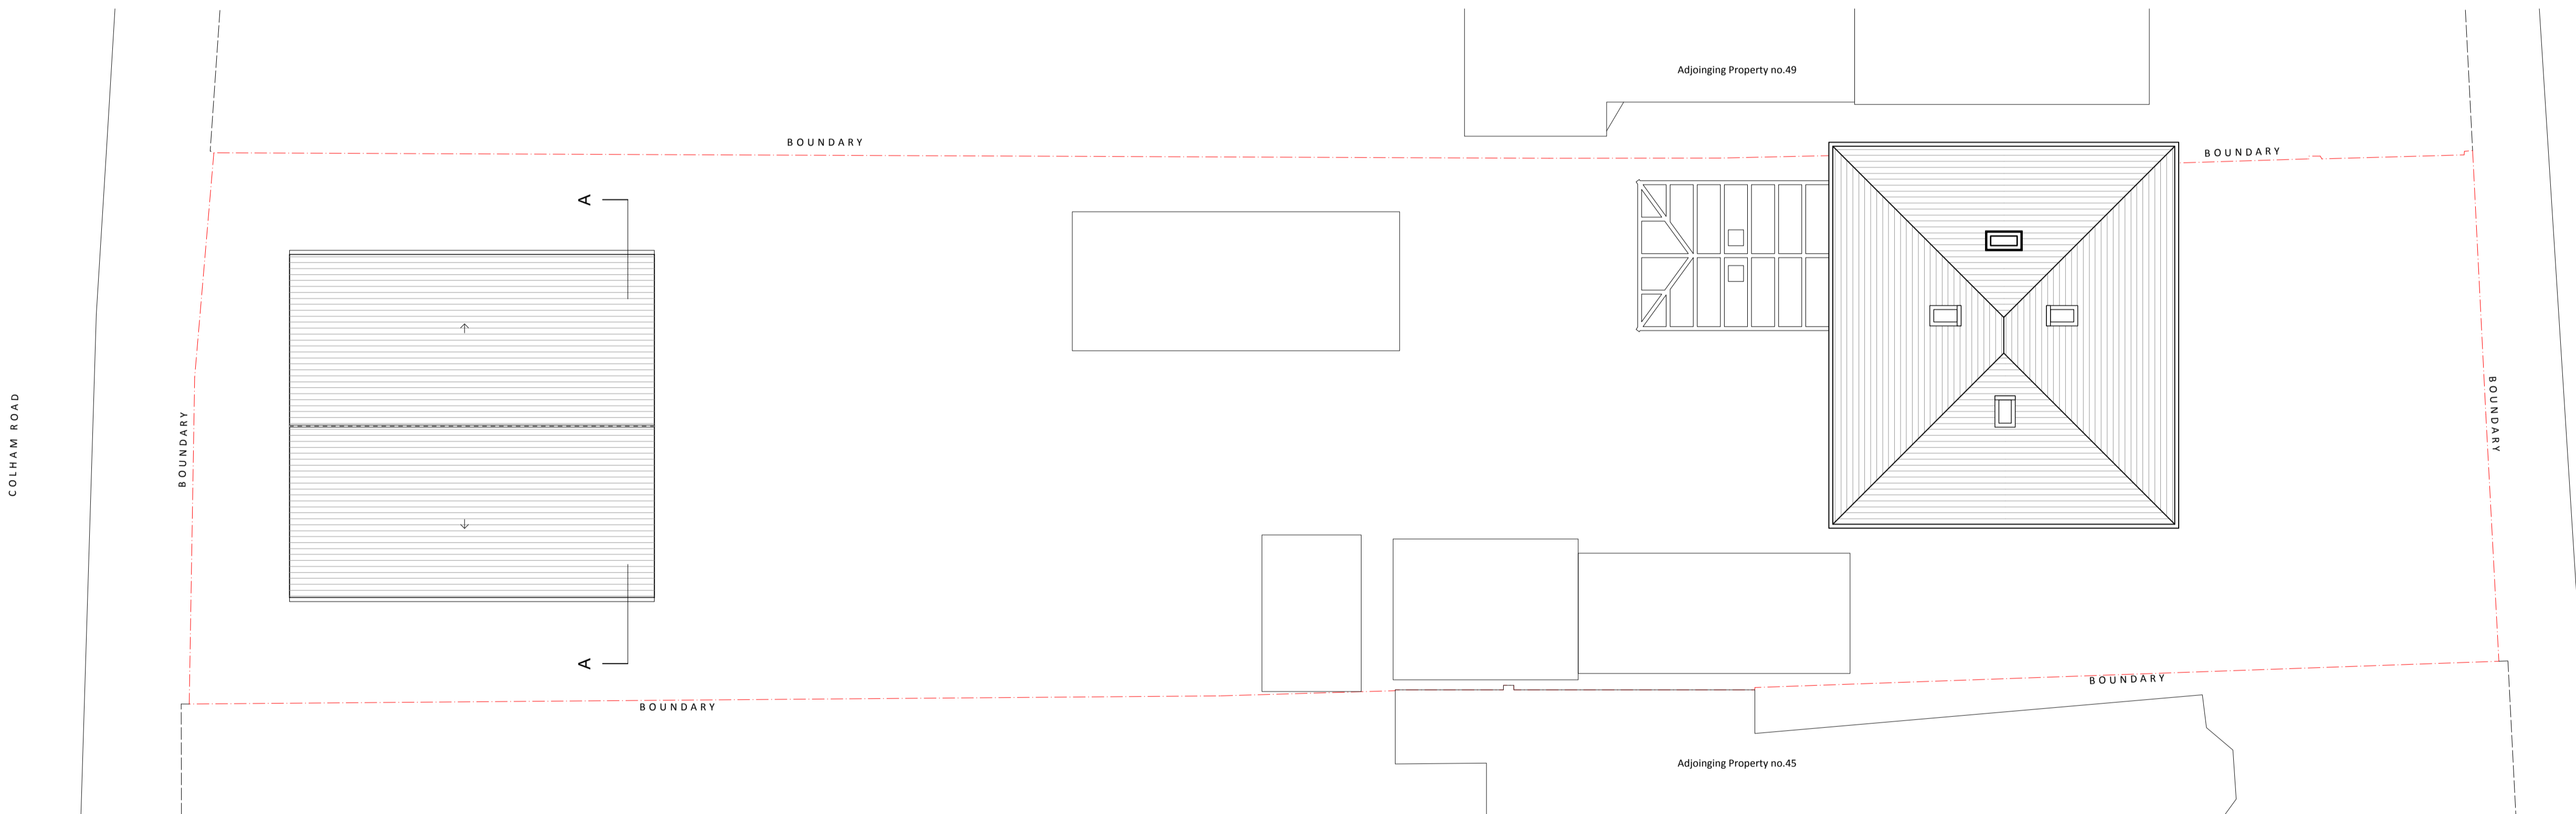 Adjoinging Property no.49
BOUNDARY
BOUNDARY
A
COLHAM ROAD
BOUNDARY
BOUNDARY
A
BOUNDARY
BOUNDARY
Adjoinging Property no.45